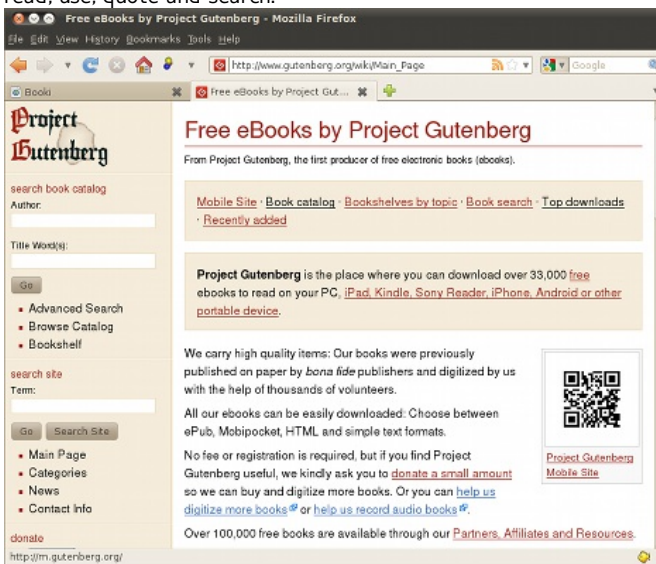 read, use, quote and search.
Free eBooks by Project Gutenberg - Mozilla Firefox
File Edit View History Bookmarks Tools Help
http://www.gutenberg.org/wiki/Main_Page
Google
Booki
Free eBooks by Project Gut...
Project
Gutenberg
search book catalog
Author:
Title Word(s):
Go
Advanced Search
Browse Catalog
Bookshelf
search site
Term:
Go Search Site
Main Page
Categories
News
Contact Info
donate
Free eBooks by Project Gutenberg
From Project Gutenberg, the first producer of free electronic books (ebooks).
Mobile Site · Book catalog · Bookshelves by topic · Book search · Top downloads
· Recently added
Project Gutenberg is the place where you can download over 33,000 free
ebooks to read on your PC, iPad, Kindle, Sony Reader, iPhone, Android or other
portable device.
We carry high quality items: Our books were previously
published on paper by bona fide publishers and digitized by us
with the help of thousands of volunteers.
All our ebooks can be easily downloaded: Choose between
ePub, Mobipocket, HTML and simple text formats.
No fee or registration is required, but if you find Project
Gutenberg useful, we kindly ask you to donate a small amount
so we can buy and digitize more books. Or you can help us
digitize more books or help us record audio books.
Project Gutenberg
Mobile Site
Over 100,000 free books are available through our Partners, Affiliates and Resources.
http://m.gutenberg.org/